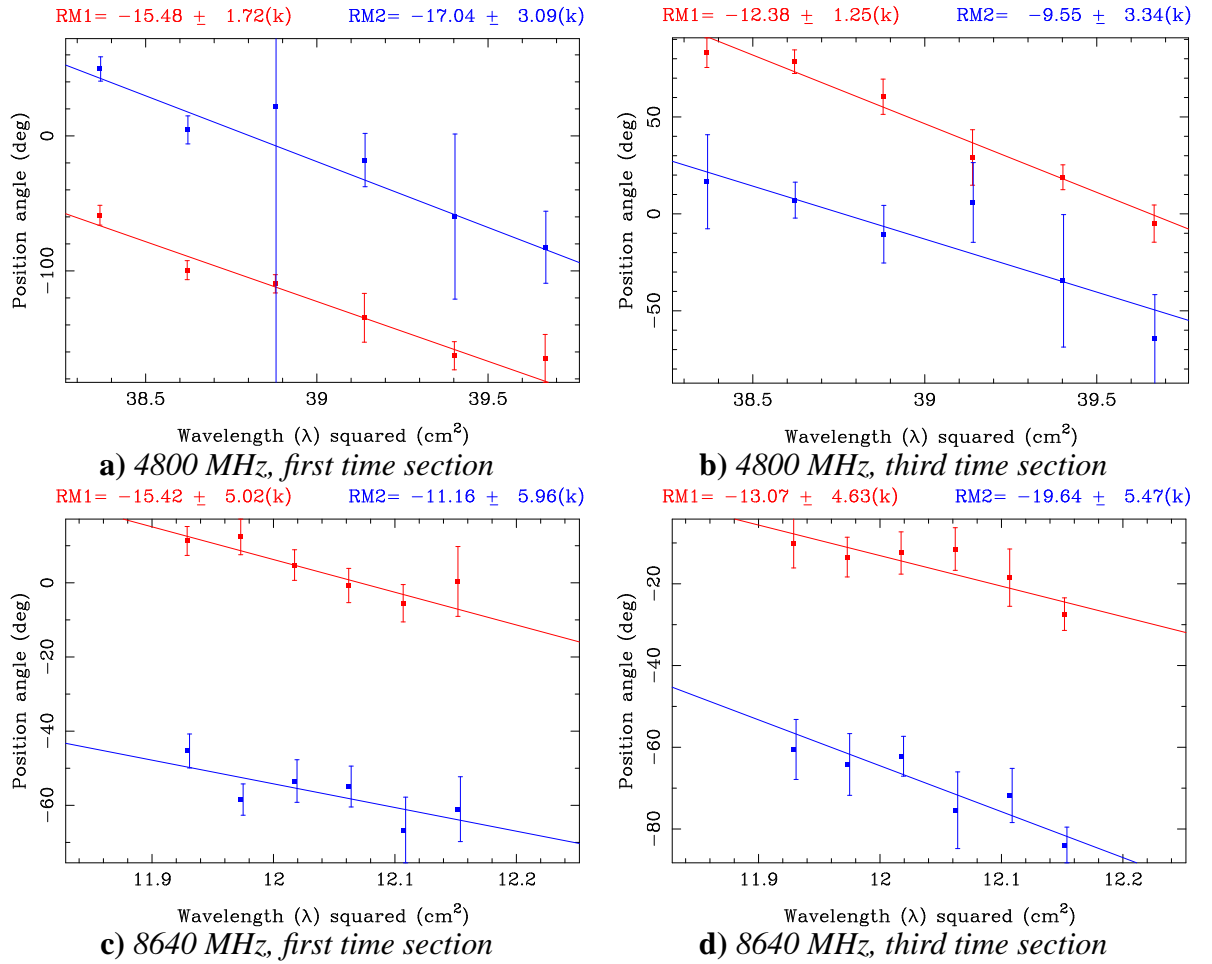 RM1= −15.48 ± 1.72(k) RM2= −17.04 ± 3.09(k)
Position angle (deg)
0
−100
38.5 39 39.5
Wavelength (λ) squared (cm²)
a) 4800 MHz, first time section
RM1= −12.38 ± 1.25(k) RM2= −9.55 ± 3.34(k)
Position angle (deg)
50
0
−50
38.5 39 39.5
Wavelength (λ) squared (cm²)
b) 4800 MHz, third time section
RM1= −15.42 ± 5.02(k) RM2= −11.16 ± 5.96(k)
Position angle (deg)
0
−20
−40
−60
11.9 12 12.1 12.2
Wavelength (λ) squared (cm²)
c) 8640 MHz, first time section
RM1= −13.07 ± 4.63(k) RM2= −19.64 ± 5.47(k)
Position angle (deg)
−20
−40
−60
−80
11.9 12 12.1 12.2
Wavelength (λ) squared (cm²)
d) 8640 MHz, third time section